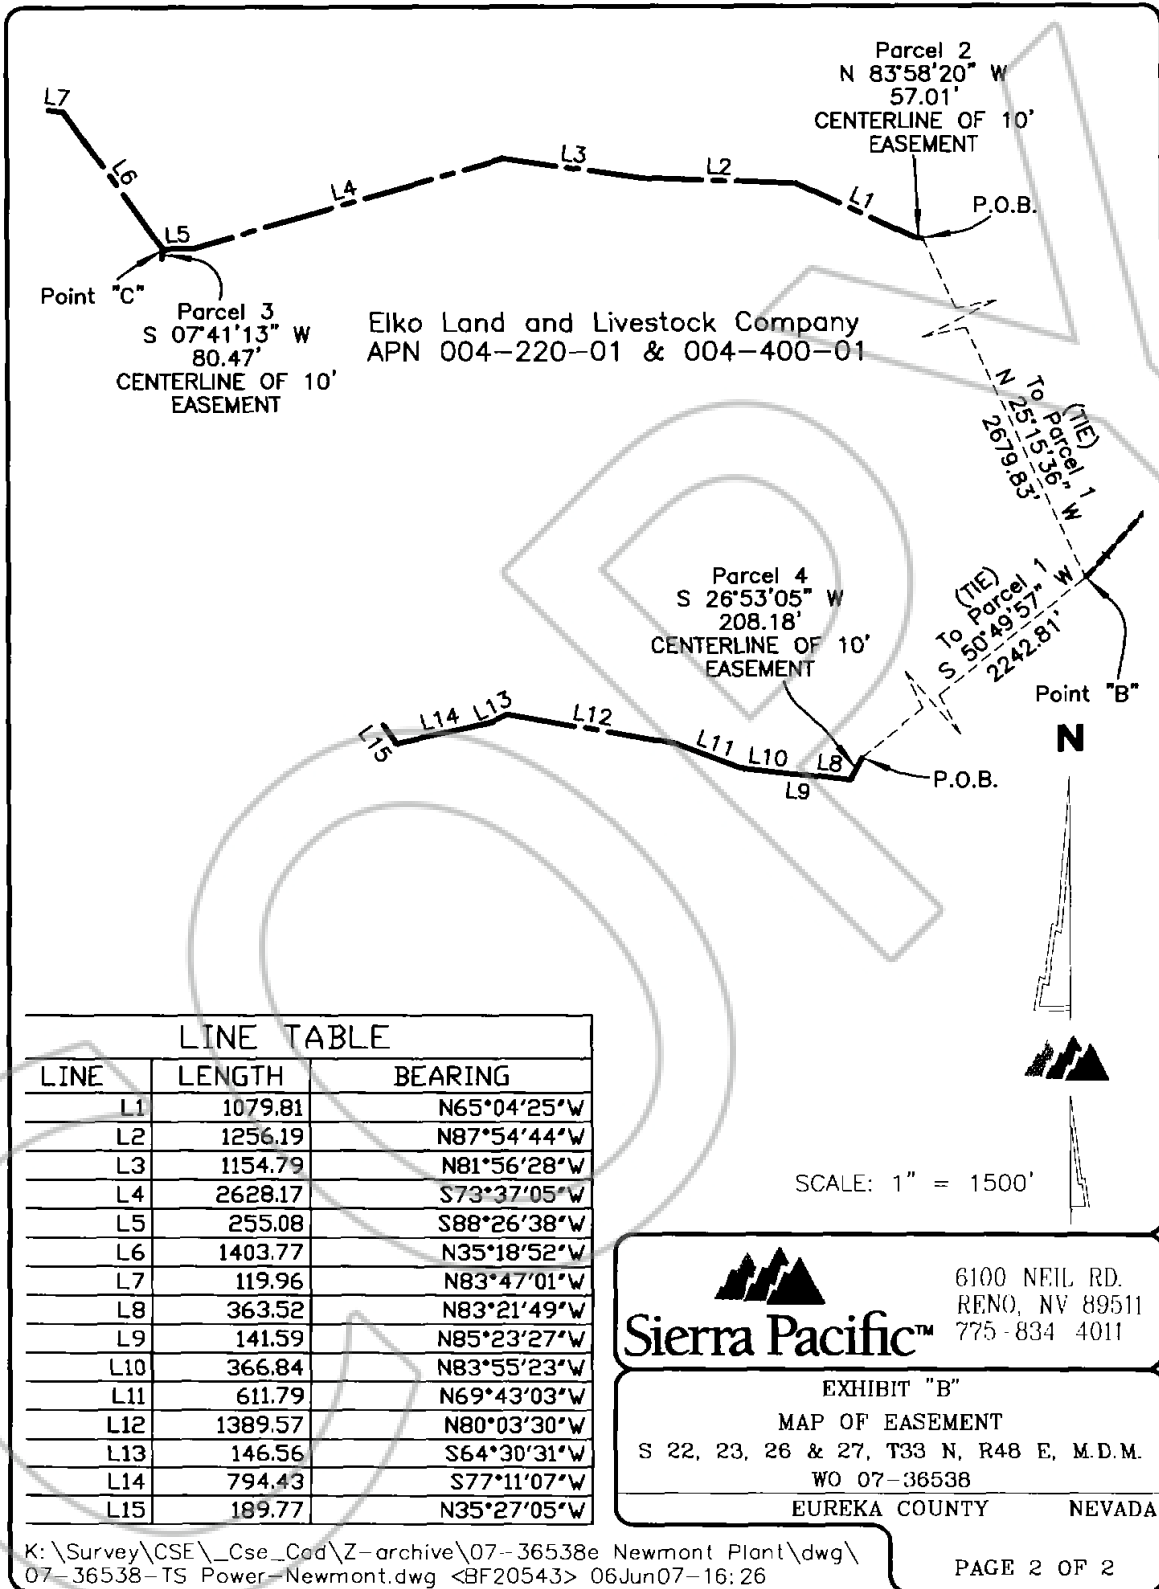 Parcel 2
N 83°58'20" W
57.01'
CENTERLINE OF 10'
EASEMENT
P.O.B.
L7
L6
L5
L4
L3
L2
L1
Point "C"
Parcel 3
S 07°41'13" W
80.47'
CENTERLINE OF 10'
EASEMENT
Elko Land and Livestock Company
APN 004-220-01 & 004-400-01
(TIE)
To Parcel 1
N 25°15'36" W
2679.83'
(TIE)
To Parcel 1
S 50°49'57" W
2242.81'
Point "B"
Parcel 4
S 26°53'05" W
208.18'
CENTERLINE OF 10'
EASEMENT
P.O.B.
L15
L14
L13
L12
L11
L10
L9
L8
N
COPY
LINE TABLE
LINE LENGTH BEARING
L1 1079.81 N65°04'25"W
L2 1256.19 N87°54'44"W
L3 1154.79 N81°56'28"W
L4 2628.17 S73°37'05"W
L5 255.08 S88°26'38"W
L6 1403.77 N35°18'52"W
L7 119.96 N83°47'01"W
L8 363.52 N83°21'49"W
L9 141.59 N85°23'27"W
L10 366.84 N83°55'23"W
L11 611.79 N69°43'03"W
L12 1389.57 N80°03'30"W
L13 146.56 S64°30'31"W
L14 794.43 S77°11'07"W
L15 189.77 N35°27'05"W
SCALE: 1" = 1500'
Sierra Pacific™
6100 NEIL RD.
RENO, NV 89511
775-834 4011
EXHIBIT "B"
MAP OF EASEMENT
S 22, 23, 26 & 27, T33 N, R48 E, M.D.M.
WO 07-36538
EUREKA COUNTY NEVADA
K:\Survey\CSE\_Cse_Cad\Z-archive\07-36538e Newmont Plant\dwg\
07-36538-TS Power-Newmont.dwg <BF20543> 06Jun07-16:26
PAGE 2 OF 2